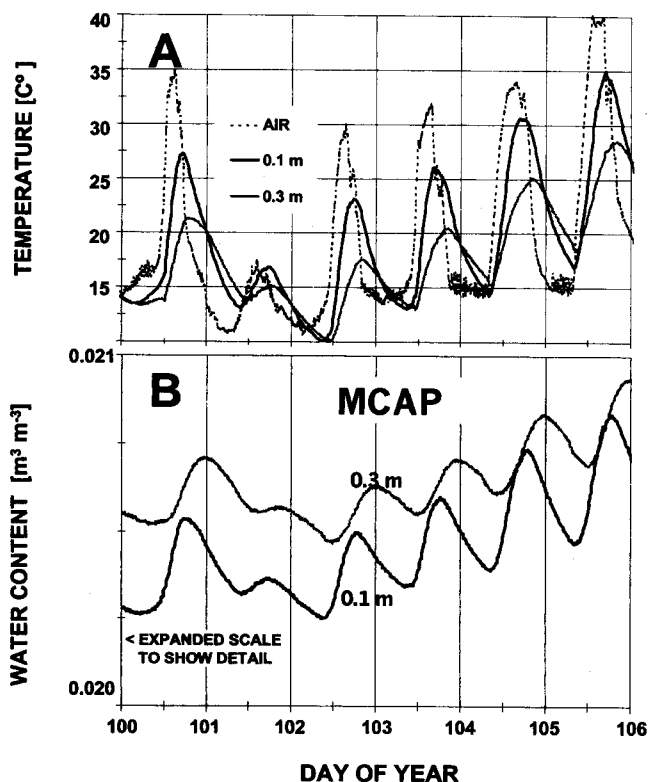 TEMPERATURE [Cº]
40
35
30
25
20
15
A
AIR
0.1 m
0.3 m
WATER CONTENT [m³ m⁻³]
0.021
0.020
B
MCAP
0.3 m
0.1 m
< EXPANDED SCALE
TO SHOW DETAIL
100
101
102
103
104
105
106
DAY OF YEAR